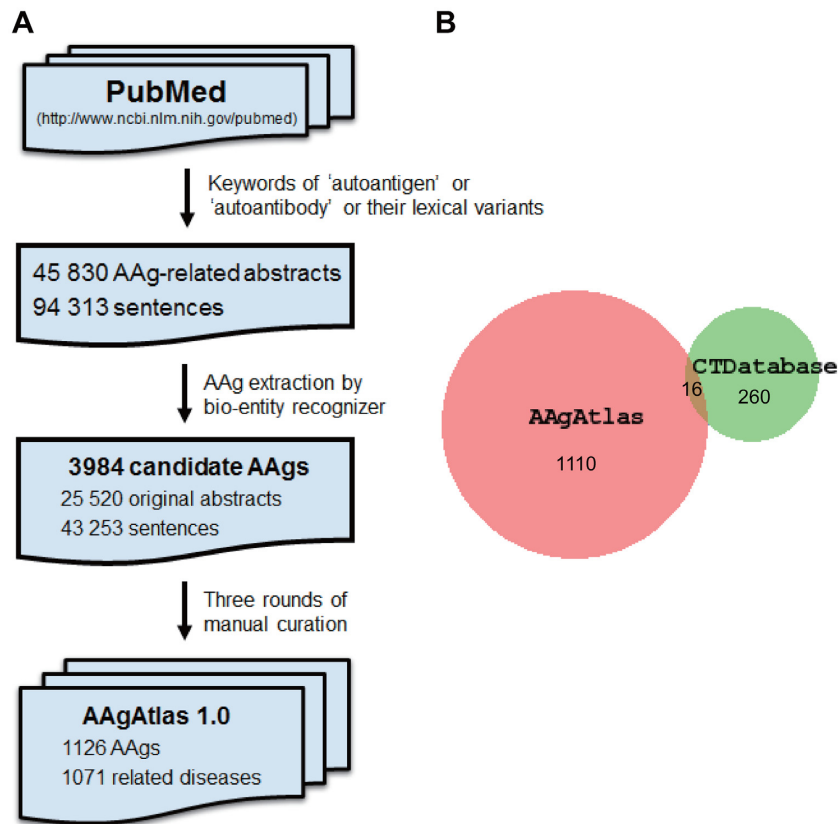 A
PubMed
(http://www.ncbi.nlm.nih.gov/pubmed)
Keywords of 'autoantigen' or
'autoantibody' or their lexical variants
45 830 AAg-related abstracts
94 313 sentences
AAg extraction by
bio-entity recognizer
3984 candidate AAgs
25 520 original abstracts
43 253 sentences
Three rounds of
manual curation
AAgAtlas 1.0
1126 AAgs
1071 related diseases
B
CTDatabase
16
260
AAgAtlas
1110